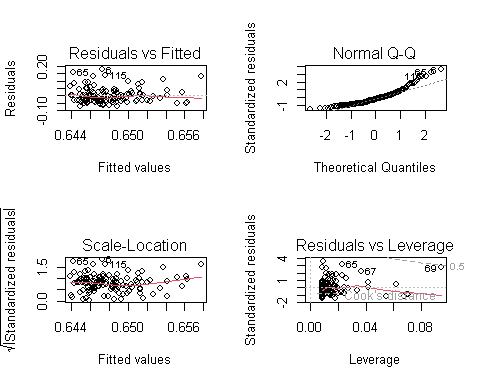 Residuals vs Fitted
Residuals
-0.10
0.20
65
6
115
0.644
0.650
0.656
Fitted values
Normal Q-Q
Standardized residuals
-1
2
-2
-1
0
1
2
Theoretical Quantiles
Scale-Location
√|Standardized residuals|
0.0
1.5
65
6
115
0.644
0.650
0.656
Fitted values
Residuals vs Leverage
Standardized residuals
-2
1
4
65
67
69
0.5
Cook's distance
0.00
0.04
0.08
Leverage